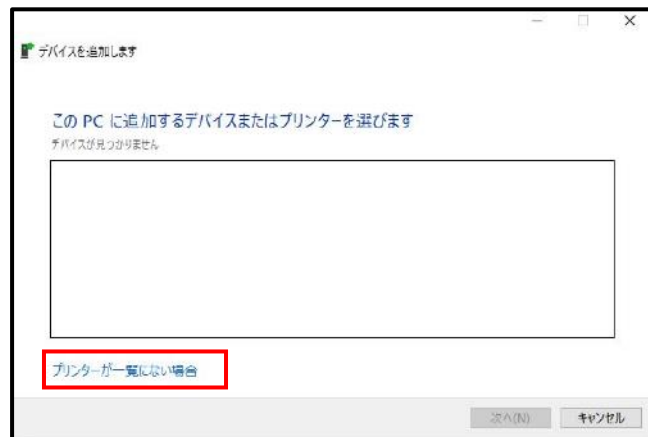 デバイスを追加します
この PC に追加するデバイスまたはプリンターを選びます
デバイスが見つかりません
プリンターが一覧にない場合
次へ(N)
キャンセル